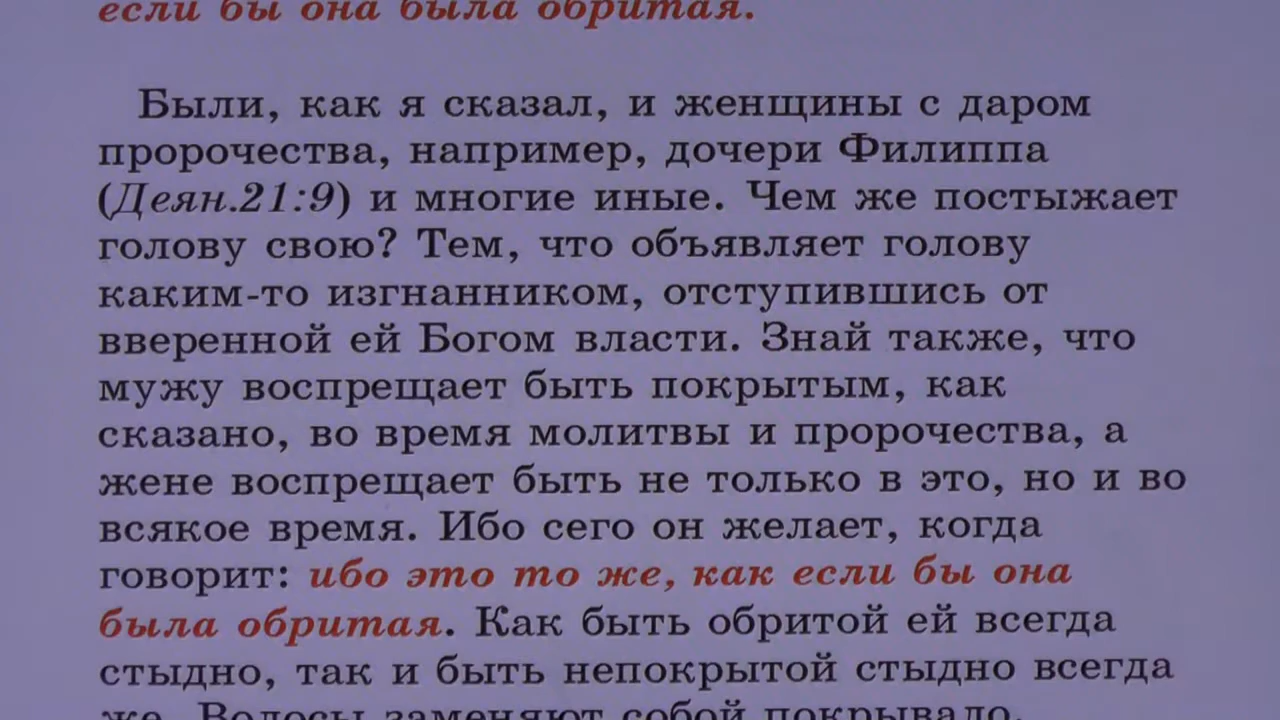 если бы она была обритая.
Были, как я сказал, и женщины с даром
пророчества, например, дочери Филиппа
(Деян.21:9) и многие иные. Чем же постыжает
голову свою? Тем, что объявляет голову
каким-то изгнанником, отступившись от
вверенной ей Богом власти. Знай также, что
мужу воспрещает быть покрытым, как
сказано, во время молитвы и пророчества, а
жене воспрещает быть не только в это, но и во
всякое время. Ибо сего он желает, когда
говорит: ибо это то же, как если бы она
была обритая. Как быть обритой ей всегда
стыдно, так и быть непокрытой стыдно всегда
же. Волосы заменяют собой покрывало.